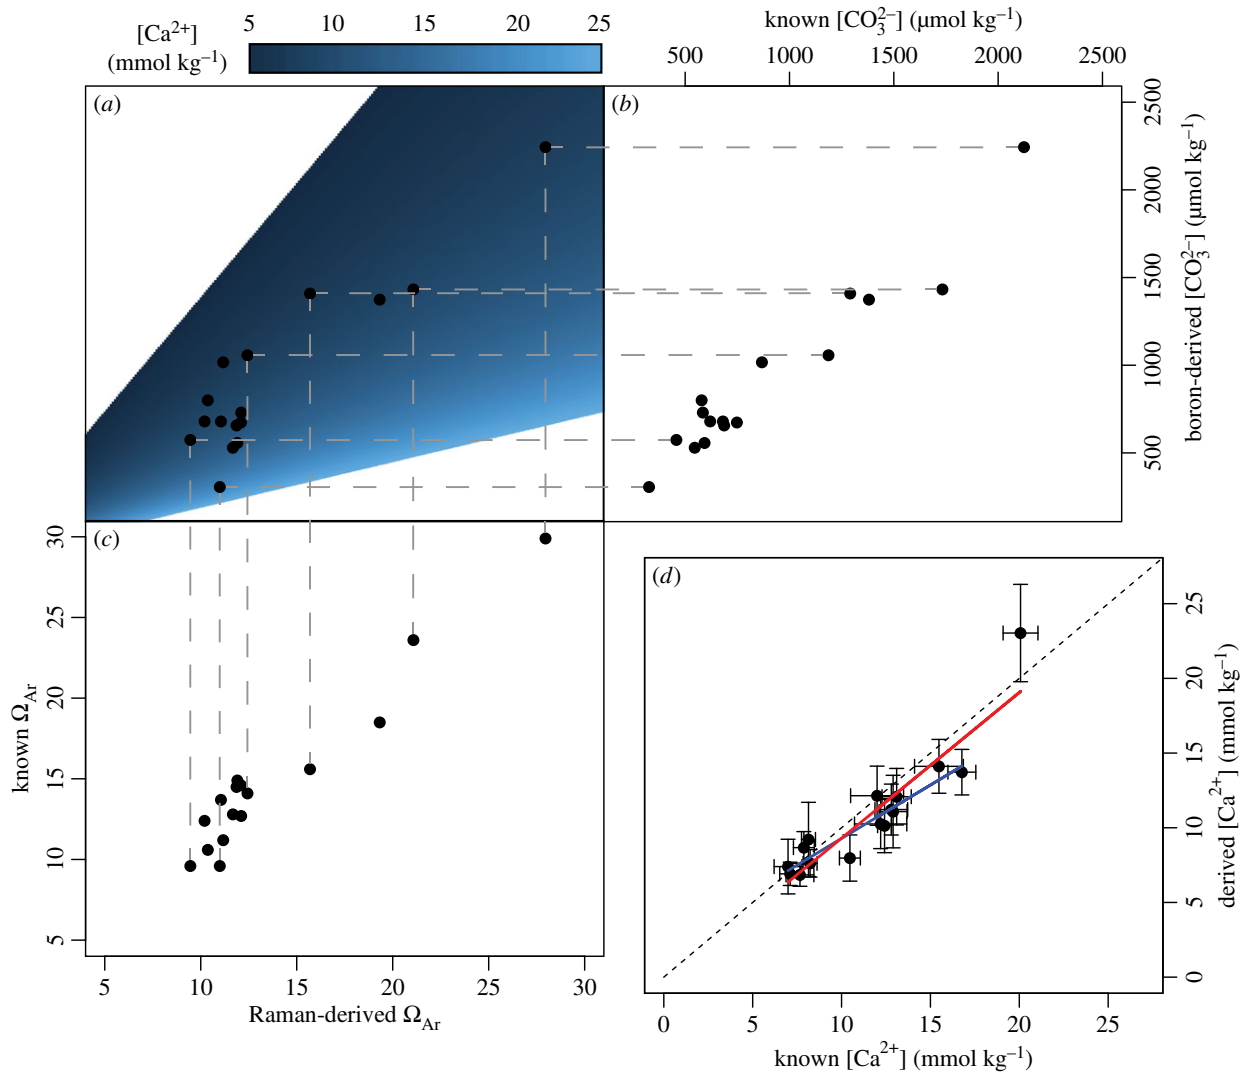 [Ca²⁺]
(mmol kg⁻¹)
5 10 15 20 25
known [CO₃²⁻] (μmol kg⁻¹)
500 1000 1500 2000 2500
(a)
(b)
2500
2000
1500
1000
500
boron-derived [CO₃²⁻] (μmol kg⁻¹)
(c)
30
25
20
15
10
5
known Ω_Ar
5 10 15 20 25 30
Raman-derived Ω_Ar
(d)
25
20
15
10
5
0
derived [Ca²⁺] (mmol kg⁻¹)
0 5 10 15 20 25
known [Ca²⁺] (mmol kg⁻¹)